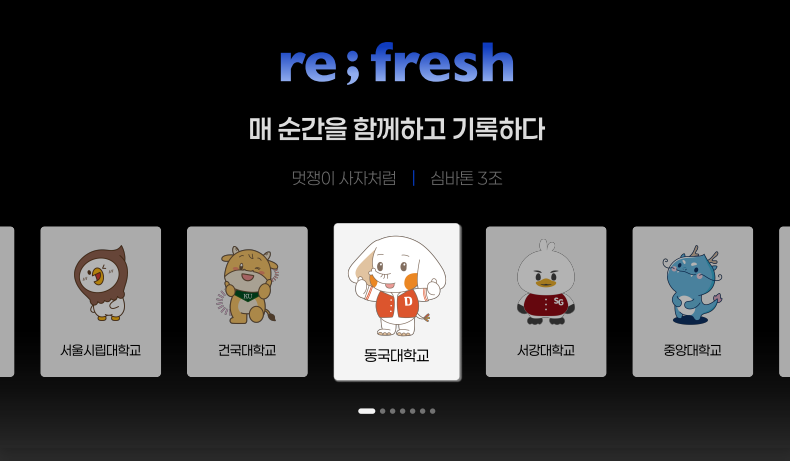 re;fresh
매 순간을 함께하고 기록하다
멋쟁이 사자처럼 | 심바톤 3조
KU
D
SG
서울시립대학교
건국대학교
동국대학교
서강대학교
중앙대학교